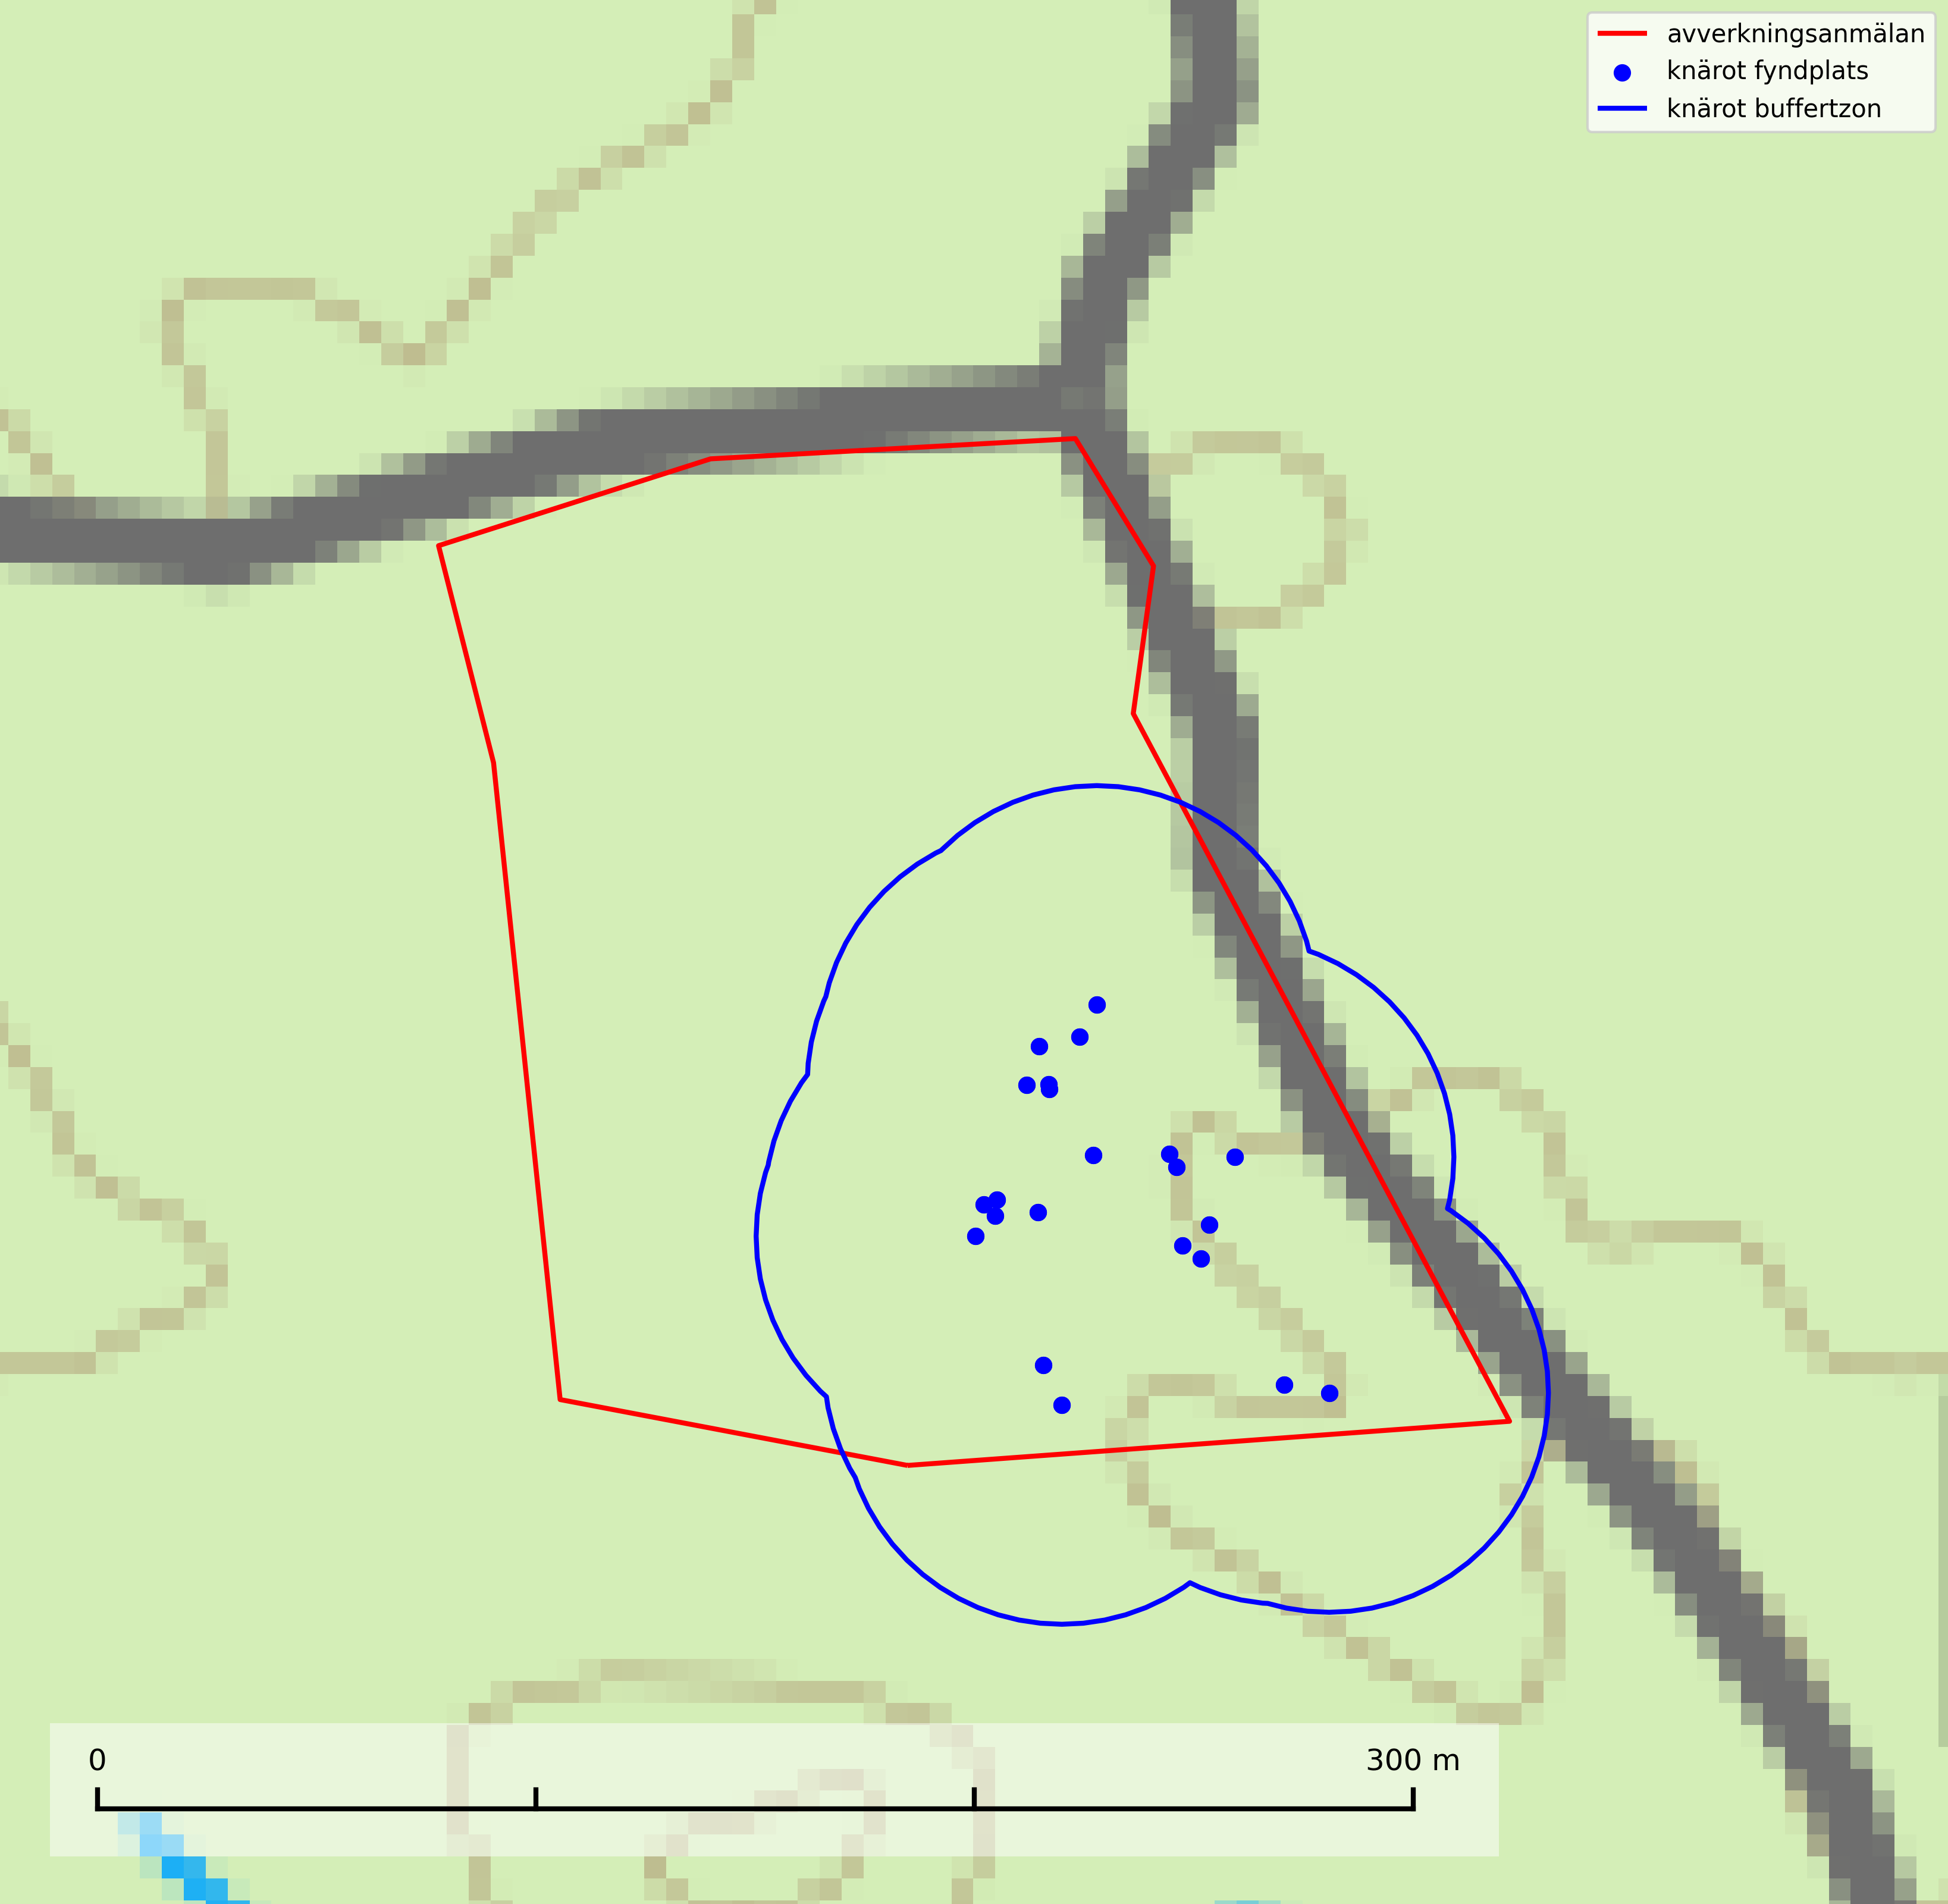 avverkningsanmälan
knärot fyndplats
knärot buffertzon
0
300 m